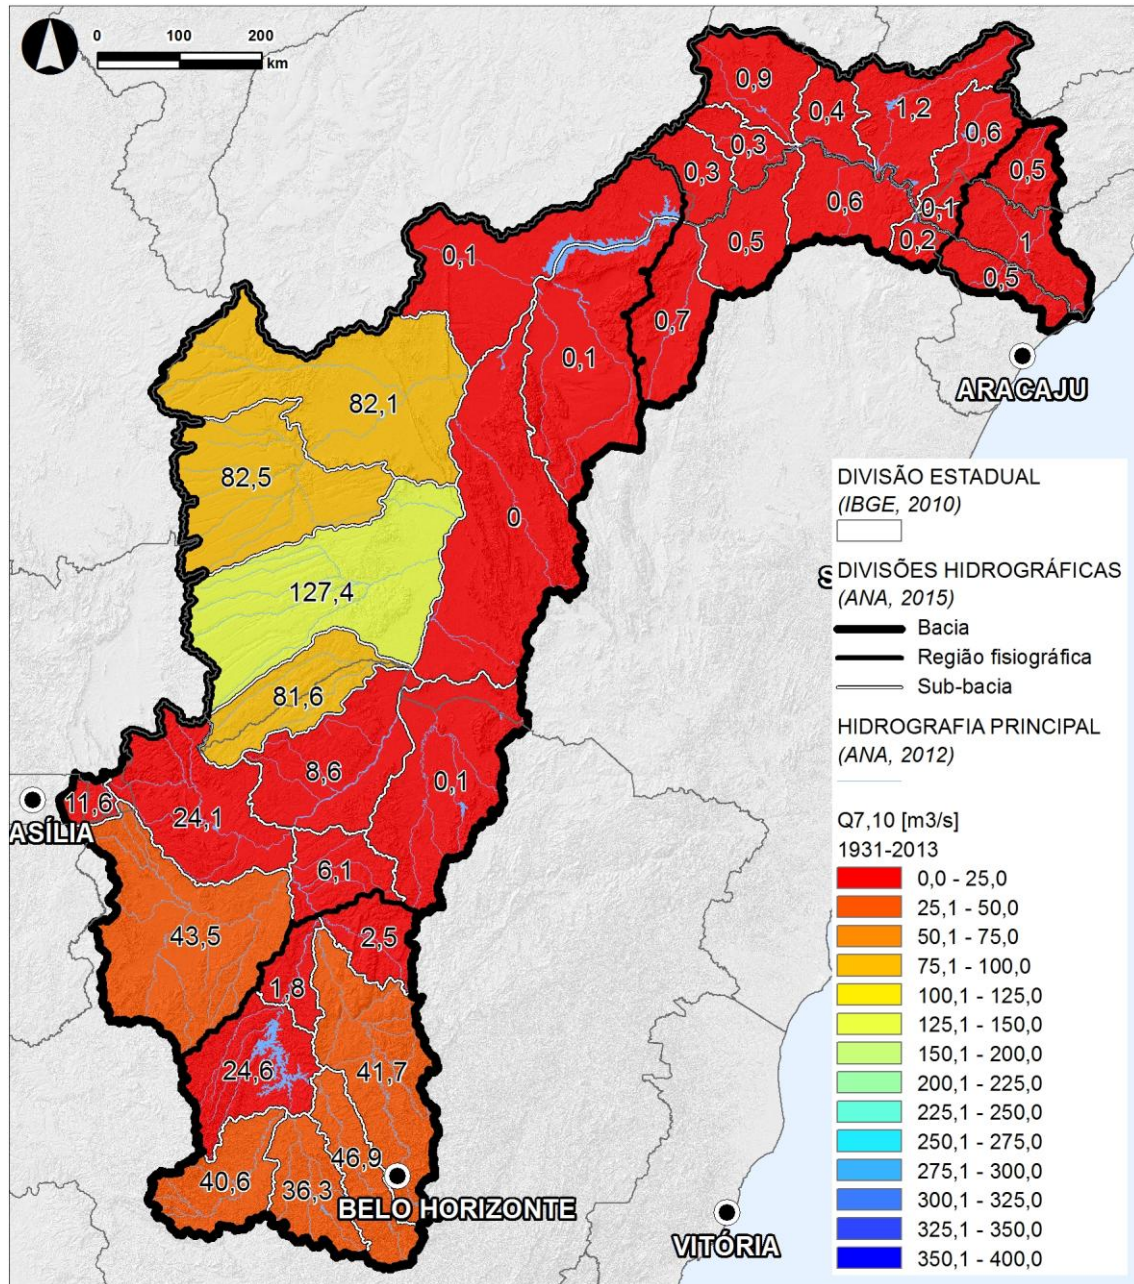 0 100 200
km
0,9
0,4
1,2
0,6
0,3
0,5
0,3
0,6
0,1
0,5
0,2
1
0,1
0,5
0,7
0,1
ARACAJU
82,1
82,5
0
127,4
81,6
8,6
0,1
11,6
24,1
ASÍLIA
6,1
43,5
2,5
1,8
24,6
41,7
46,9
40,6
36,3
BELO HORIZONTE
VITÓRIA
S
DIVISÃO ESTADUAL
(IBGE, 2010)
DIVISÕES HIDROGRÁFICAS
(ANA, 2015)
Bacia
Região fisiográfica
Sub-bacia
HIDROGRAFIA PRINCIPAL
(ANA, 2012)
Q7,10 [m3/s]
1931-2013
0,0 - 25,0
25,1 - 50,0
50,1 - 75,0
75,1 - 100,0
100,1 - 125,0
125,1 - 150,0
150,1 - 200,0
200,1 - 225,0
225,1 - 250,0
250,1 - 275,0
275,1 - 300,0
300,1 - 325,0
325,1 - 350,0
350,1 - 400,0